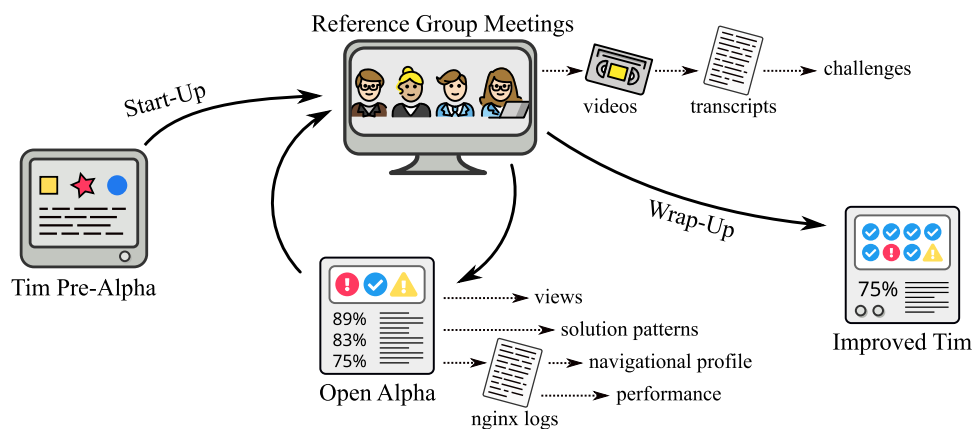 Reference Group Meetings
Start-Up
videos
transcripts
challenges
Tim Pre-Alpha
Wrap-Up
89%
83%
75%
Open Alpha
views
solution patterns
navigational profile
performance
nginx logs
75%
Improved Tim